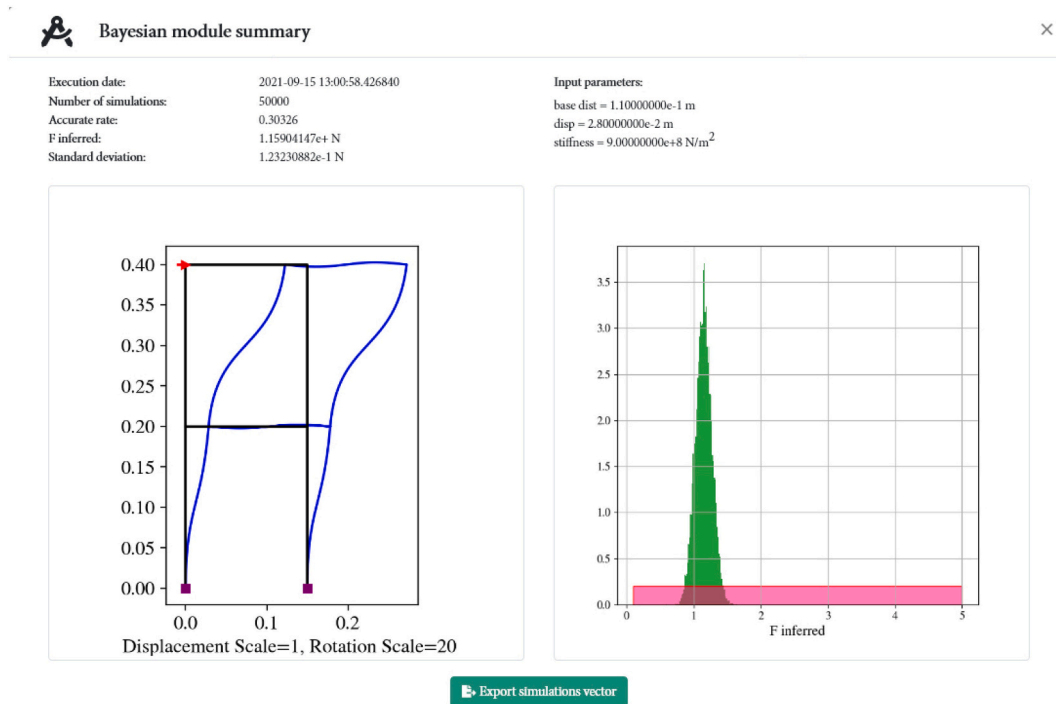 Bayesian module summary
×
Execution date: 2021-09-15 13:00:58.426840
Number of simulations: 50000
Accurate rate: 0.30326
F inferred: 1.15904147e+ N
Standard deviation: 1.23230882e-1 N
Input parameters:
base dist = 1.10000000e-1 m
disp = 2.80000000e-2 m
stiffness = 9.00000000e+8 N/m²
0.40
0.35
0.30
0.25
0.20
0.15
0.10
0.05
0.00
0.0 0.1 0.2
Displacement Scale=1, Rotation Scale=20
3.5
3.0
2.5
2.0
1.5
1.0
0.5
0.0
0 1 2 3 4 5
F inferred
Export simulations vector